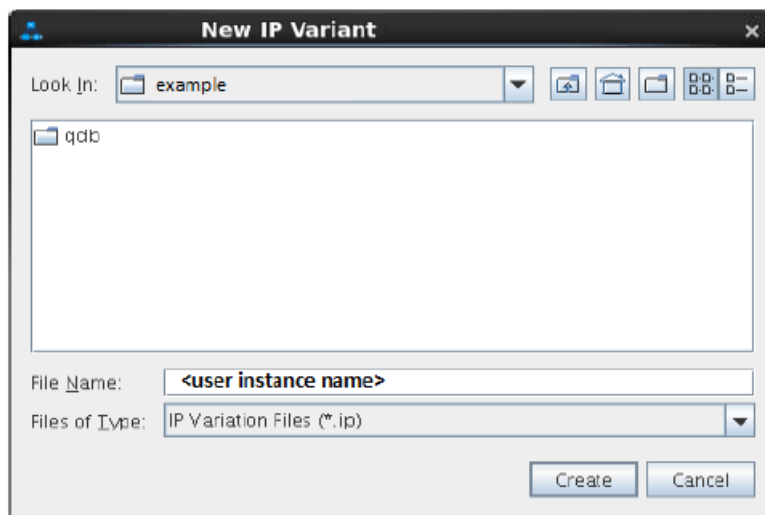 New IP Variant
Look In: example
qdb
File Name: <user instance name>
Files of Type: IP Variation Files (*.ip)
Create Cancel